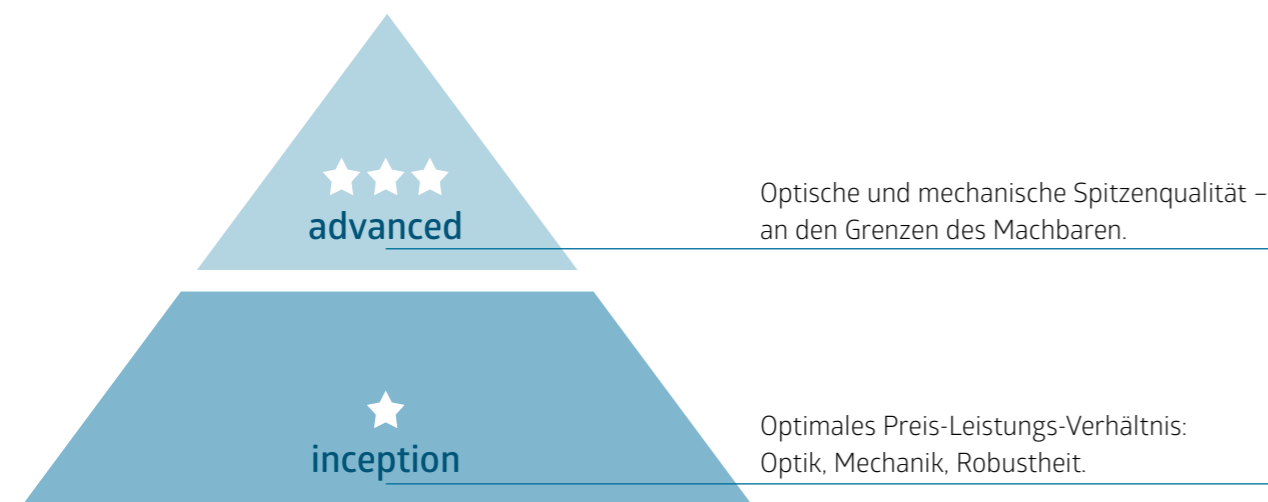 advanced
Optische und mechanische Spitzenqualität –
an den Grenzen des Machbaren.
inception
Optimales Preis-Leistungs-Verhältnis:
Optik, Mechanik, Robustheit.